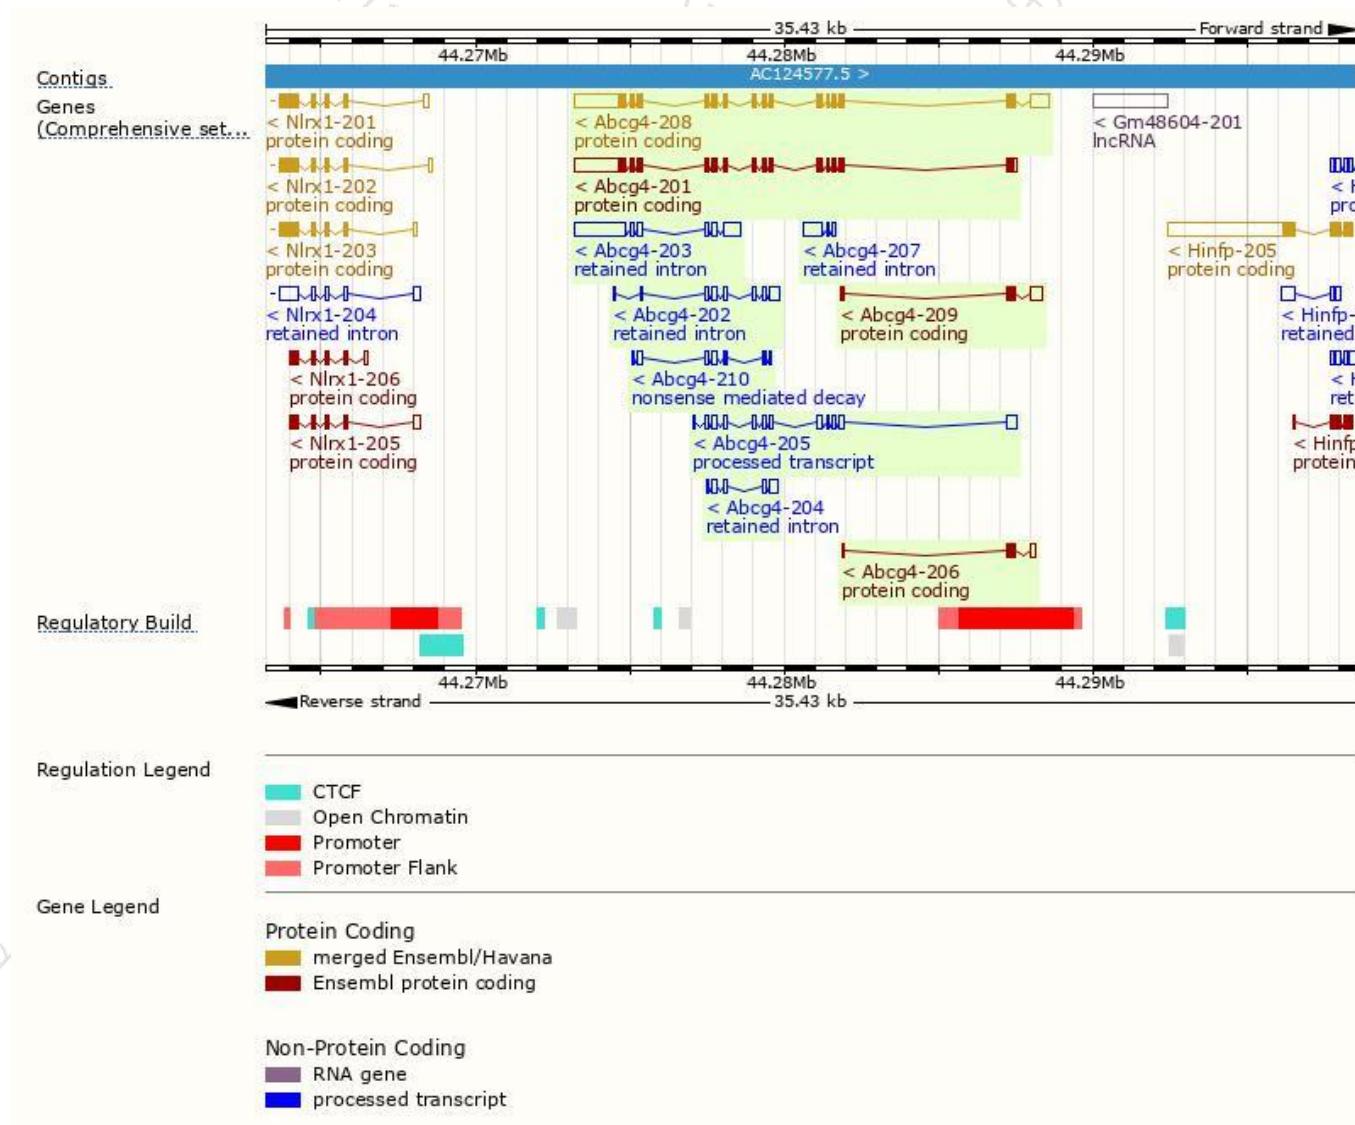 35.43 kb
Forward strand
44.27Mb 44.28Mb 44.29Mb
Contigs
AC124577.5 >
Genes
(Comprehensive set...
< Nlrx1-201
protein coding
< Abcg4-208
protein coding
< Gm48604-201
lncRNA
< Nlrx1-202
protein coding
< Abcg4-201
protein coding
< Nlrx1-203
protein coding
< Abcg4-203
retained intron
< Abcg4-207
retained intron
< Hinfp-205
protein coding
< Nlrx1-204
retained intron
< Abcg4-202
retained intron
< Abcg4-209
protein coding
< Hinfp-
retained
< Nlrx1-206
protein coding
< Abcg4-210
nonsense mediated decay
< H
ret
< Nlrx1-205
protein coding
< Abcg4-205
processed transcript
< Hinfp
protein
< Abcg4-204
retained intron
< Abcg4-206
protein coding
Regulatory Build
44.27Mb 44.28Mb 44.29Mb
Reverse strand
35.43 kb
Regulation Legend
CTCF
Open Chromatin
Promoter
Promoter Flank
Gene Legend
Protein Coding
merged Ensembl/Havana
Ensembl protein coding
Non-Protein Coding
RNA gene
processed transcript